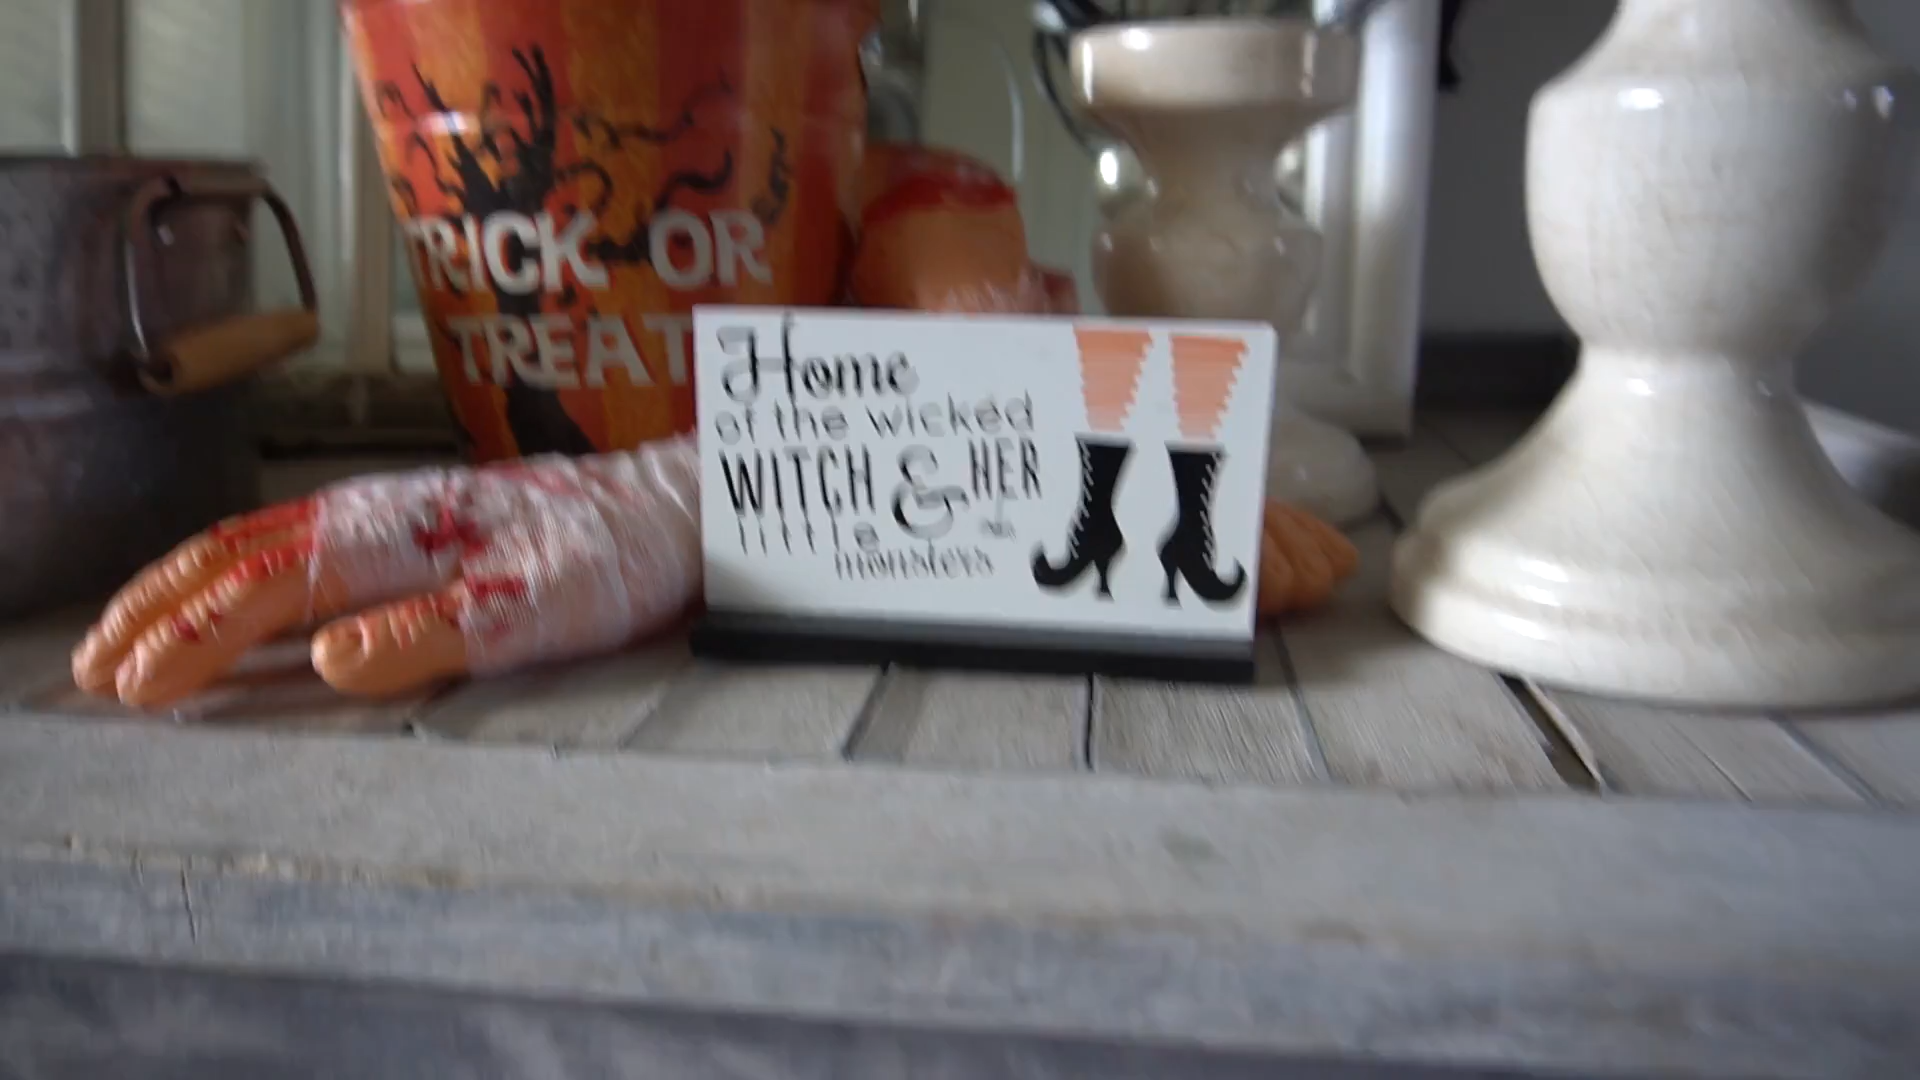 TRICK OR
TREAT
Home
of the wicked
WITCH & HER
little
monsters